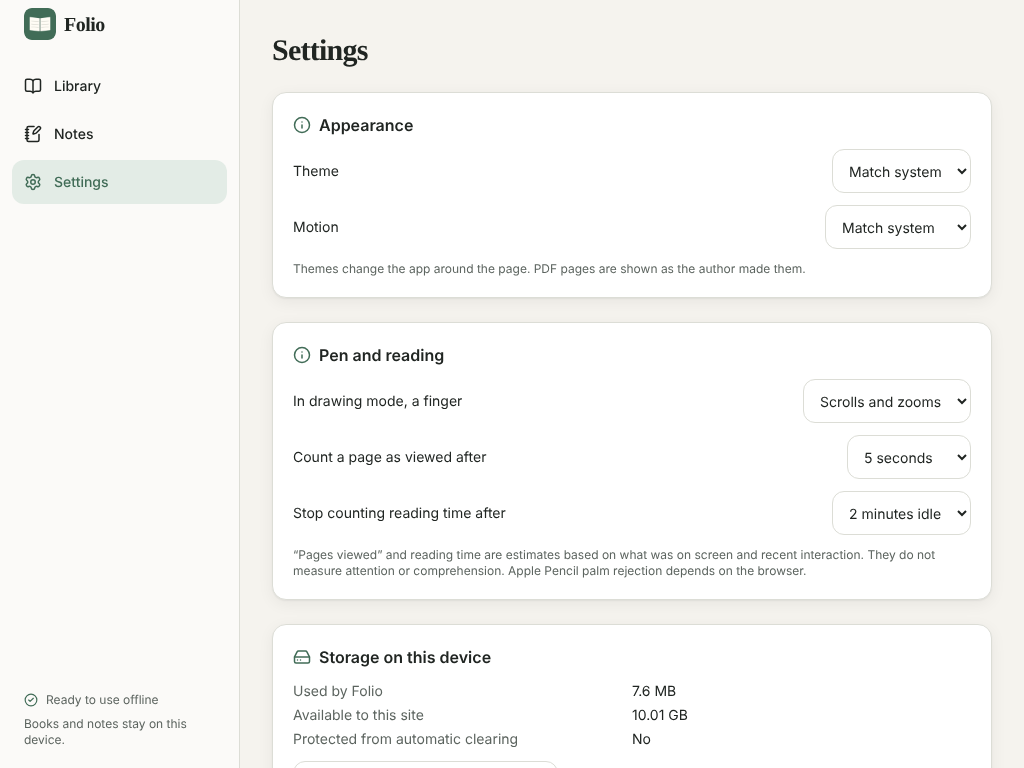 Folio
Library
Notes
Settings
Ready to use offline
Books and notes stay on this
device.
Settings
Appearance
Theme
Match system
Motion
Match system
Themes change the app around the page. PDF pages are shown as the author made them.
Pen and reading
In drawing mode, a finger
Scrolls and zooms
Count a page as viewed after
5 seconds
Stop counting reading time after
2 minutes idle
“Pages viewed” and reading time are estimates based on what was on screen and recent interaction. They do not
measure attention or comprehension. Apple Pencil palm rejection depends on the browser.
Storage on this device
Used by Folio
7.6 MB
Available to this site
10.01 GB
Protected from automatic clearing
No